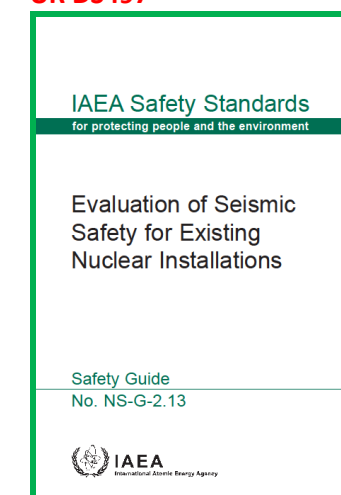 IAEA Safety Standards
for protecting people and the environment
Evaluation of Seismic
Safety for Existing
Nuclear Installations
Safety Guide
No. NS-G-2.13
IAEA
International Atomic Energy Agency